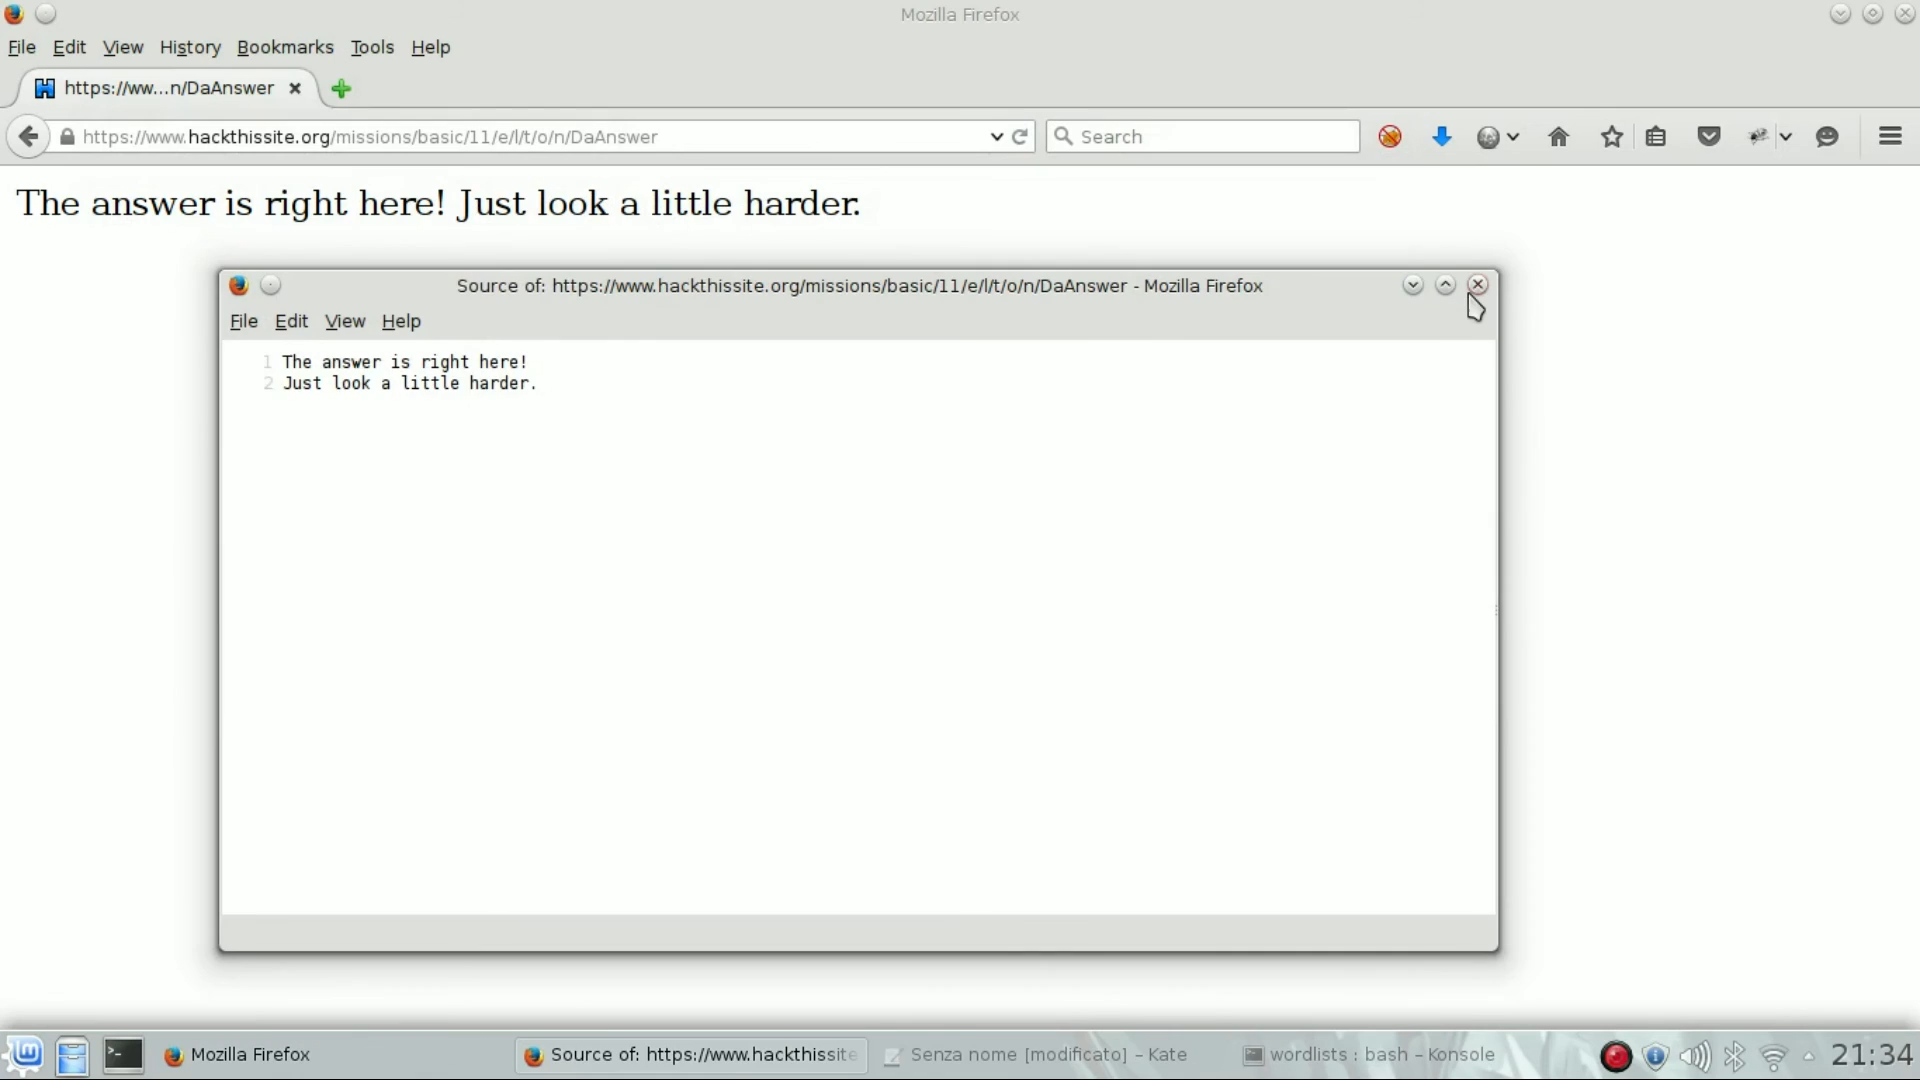 Mozilla Firefox
File Edit View History Bookmarks Tools Help
https://ww...n/DaAnswer
https://www.hackthissite.org/missions/basic/11/e/l/t/o/n/DaAnswer
Search
The answer is right here! Just look a little harder.
Source of: https://www.hackthissite.org/missions/basic/11/e/l/t/o/n/DaAnswer - Mozilla Firefox
File Edit View Help
1 The answer is right here!
2 Just look a little harder.
Mozilla Firefox
Source of: https://www.hackthissite
Senza nome [modificato] – Kate
wordlists : bash – Konsole
21:34